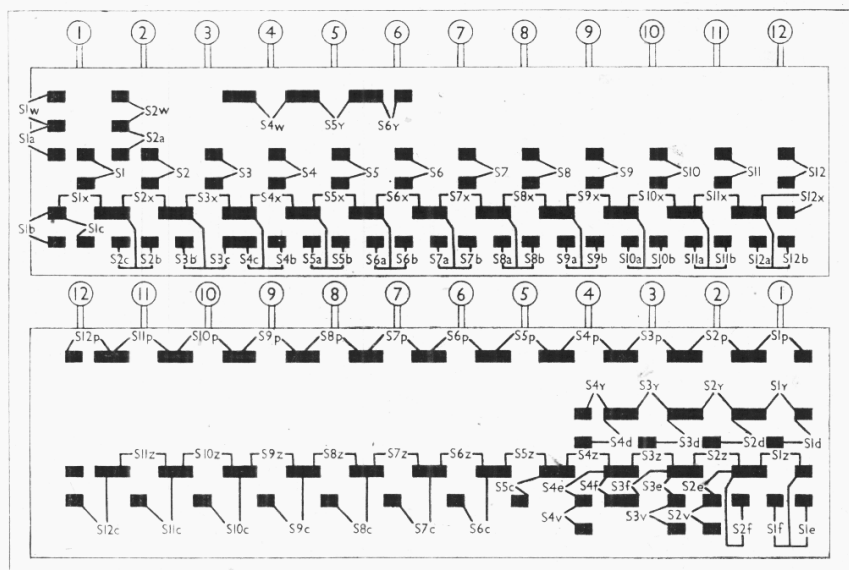 1 2 3 4 5 6 7 8 9 10 11 12
S1w S2w S4w S5Y S6Y
S1a S2a
S1 S2 S3 S4 S5 S6 S7 S8 S9 S10 S11 S12
S1x S2x S3x S4x S5x S6x S7x S8x S9x S10x S11x S12x
S1b S1c
S2c S2b S3b S3c S4c S4b S5a S5b S6a S6b S7a S7b S8a S8b S9a S9b S10a S10b S11a S11b S12a S12b
12 11 10 9 8 7 6 5 4 3 2 1
S12p S11p S10p S9p S8p S7p S6p S5p S4p S3p S2p S1p
S4Y S3Y S2Y S1Y
S4d S3d S2d S1d
S11z S10z S9z S8z S7z S6z S5z S4z S3z S2z S1z
S5c S4e S4f S3f S3e S2e
S4v S3v S2v
S12c S11c S10c S9c S8c S7c S6c S2f S1f S1e